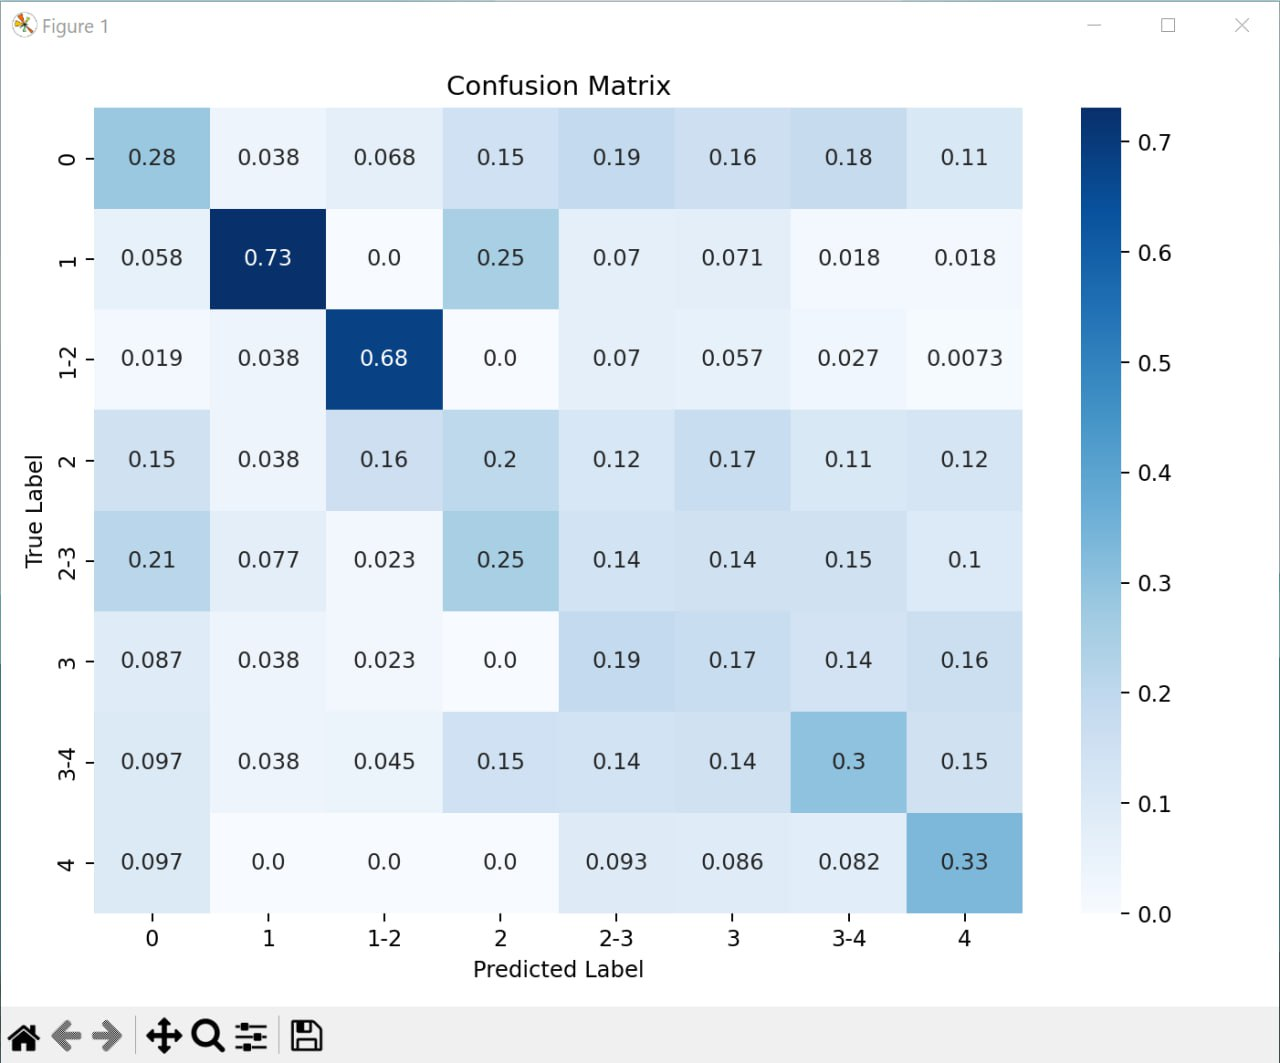 Figure 1
Confusion Matrix
0 0.28 0.038 0.068 0.15 0.19 0.16 0.18 0.11
1 0.058 0.73 0.0 0.25 0.07 0.071 0.018 0.018
1-2 0.019 0.038 0.68 0.0 0.07 0.057 0.027 0.0073
2 0.15 0.038 0.16 0.2 0.12 0.17 0.11 0.12
2-3 0.21 0.077 0.023 0.25 0.14 0.14 0.15 0.1
3 0.087 0.038 0.023 0.0 0.19 0.17 0.14 0.16
3-4 0.097 0.038 0.045 0.15 0.14 0.14 0.3 0.15
4 0.097 0.0 0.0 0.0 0.093 0.086 0.082 0.33
True Label
0 1 1-2 2 2-3 3 3-4 4
Predicted Label
0.7
0.6
0.5
0.4
0.3
0.2
0.1
0.0